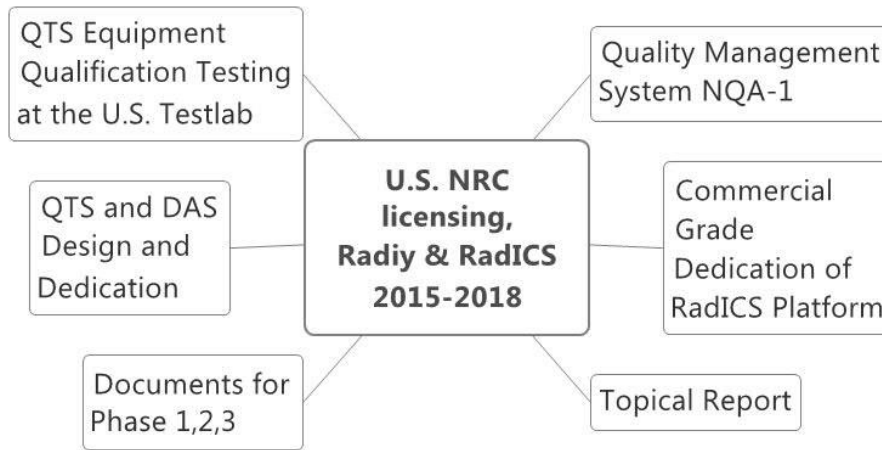 QTS Equipment
Qualification Testing
at the U.S. Testlab
Quality Management
System NQA-1
U.S. NRC
licensing,
Radiy & RadICS
2015-2018
QTS and DAS
Design and
Dedication
Commercial
Grade
Dedication of
RadICS Platform
Documents for
Phase 1,2,3
Topical Report